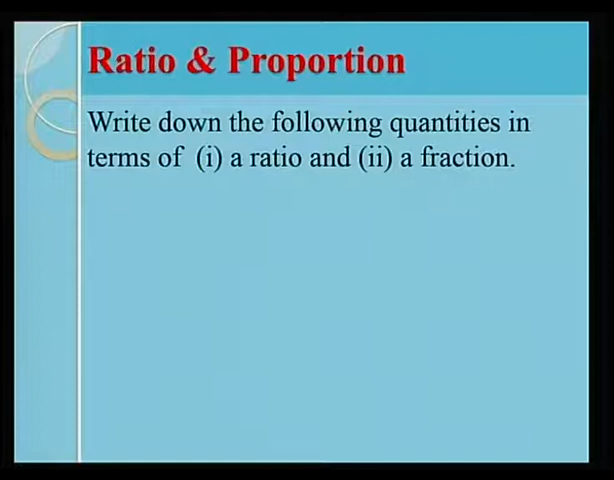 Ratio & Proportion
Write down the following quantities in
terms of (i) a ratio and (ii) a fraction.